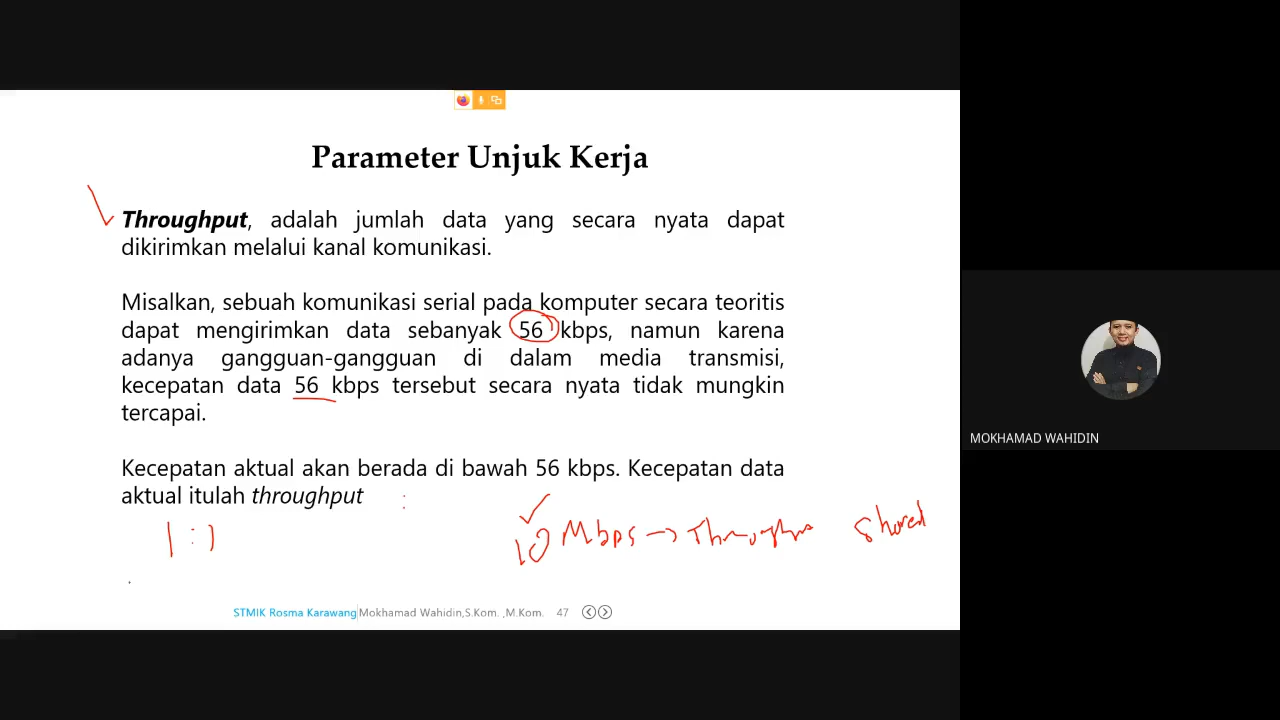 Parameter Unjuk Kerja
Throughput, adalah jumlah data yang secara nyata dapat
dikirimkan melalui kanal komunikasi.
Misalkan, sebuah komunikasi serial pada komputer secara teoritis
dapat mengirimkan data sebanyak 56 kbps, namun karena
adanya gangguan-gangguan di dalam media transmisi,
kecepatan data 56 kbps tersebut secara nyata tidak mungkin
tercapai.
Kecepatan aktual akan berada di bawah 56 kbps. Kecepatan data
aktual itulah throughput
1 : 1
10 Mbps → shared
STMIK Rosma Karawang|Mokhamad Wahidin,S.Kom. ,M.Kom. 47
MOKHAMAD WAHIDIN